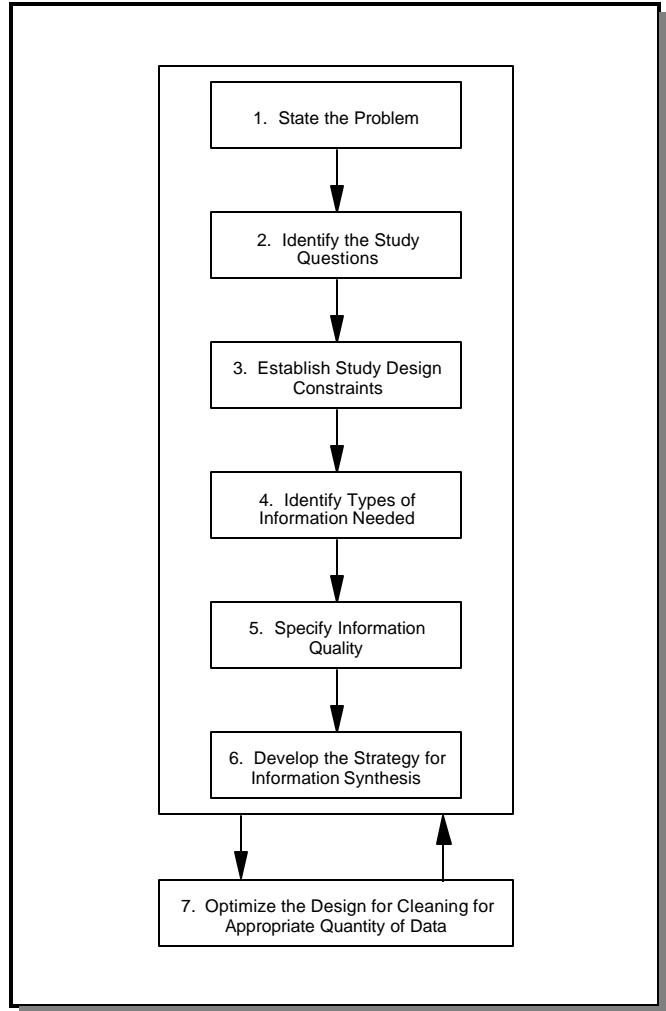 1. State the Problem
2. Identify the Study
Questions
3. Establish Study Design
Constraints
4. Identify Types of
Information Needed
5. Specify Information
Quality
6. Develop the Strategy for
Information Synthesis
7. Optimize the Design for Cleaning for
Appropriate Quantity of Data